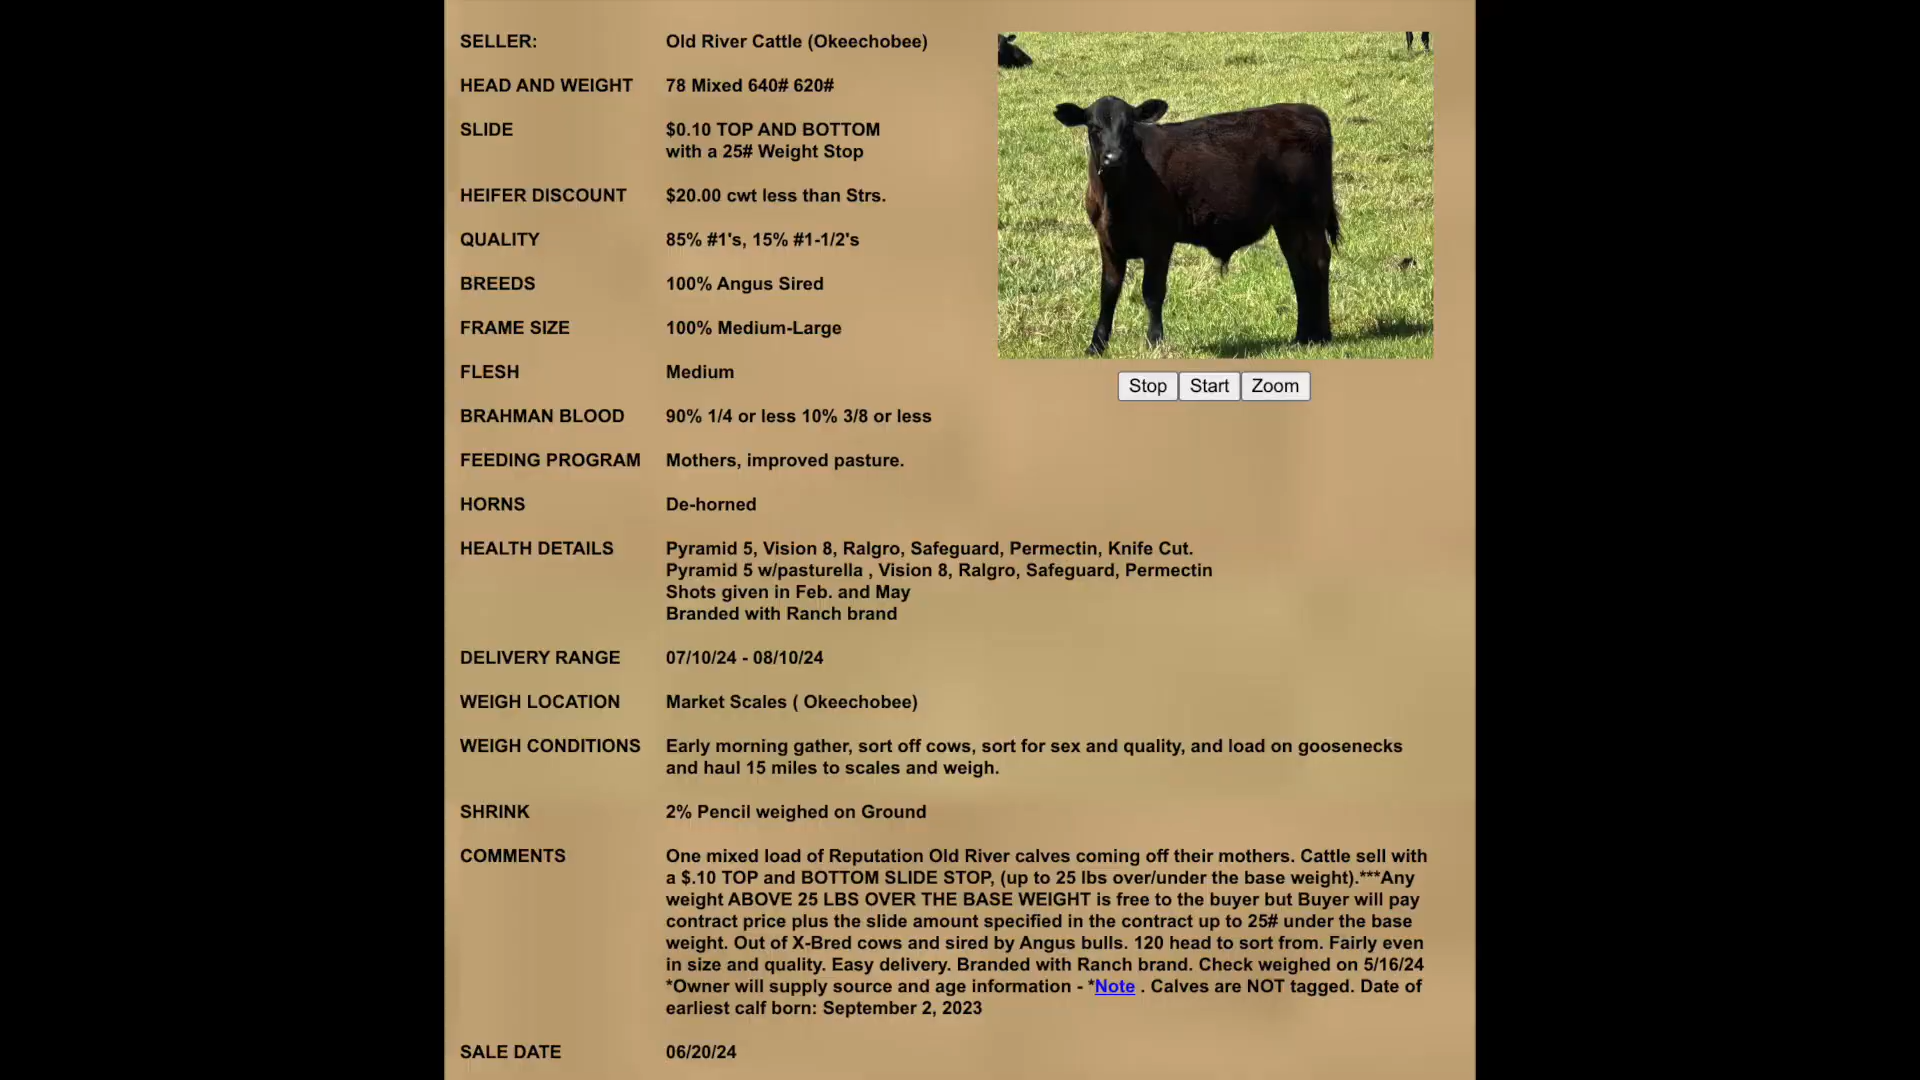 SELLER: Old River Cattle (Okeechobee)
HEAD AND WEIGHT 78 Mixed 640# 620#
SLIDE $0.10 TOP AND BOTTOM
with a 25# Weight Stop
HEIFER DISCOUNT $20.00 cwt less than Strs.
QUALITY 85% #1's, 15% #1-1/2's
BREEDS 100% Angus Sired
FRAME SIZE 100% Medium-Large
FLESH Medium
Stop Start Zoom
BRAHMAN BLOOD 90% 1/4 or less 10% 3/8 or less
FEEDING PROGRAM Mothers, improved pasture.
HORNS De-horned
HEALTH DETAILS Pyramid 5, Vision 8, Ralgro, Safeguard, Permectin, Knife Cut.
Pyramid 5 w/pasturella , Vision 8, Ralgro, Safeguard, Permectin
Shots given in Feb. and May
Branded with Ranch brand
DELIVERY RANGE 07/10/24 - 08/10/24
WEIGH LOCATION Market Scales ( Okeechobee)
WEIGH CONDITIONS Early morning gather, sort off cows, sort for sex and quality, and load on goosenecks
and haul 15 miles to scales and weigh.
SHRINK 2% Pencil weighed on Ground
COMMENTS One mixed load of Reputation Old River calves coming off their mothers. Cattle sell with
a $.10 TOP and BOTTOM SLIDE STOP, (up to 25 lbs over/under the base weight).***Any
weight ABOVE 25 LBS OVER THE BASE WEIGHT is free to the buyer but Buyer will pay
contract price plus the slide amount specified in the contract up to 25# under the base
weight. Out of X-Bred cows and sired by Angus bulls. 120 head to sort from. Fairly even
in size and quality. Easy delivery. Branded with Ranch brand. Check weighed on 5/16/24
*Owner will supply source and age information - *Note . Calves are NOT tagged. Date of
earliest calf born: September 2, 2023
SALE DATE 06/20/24